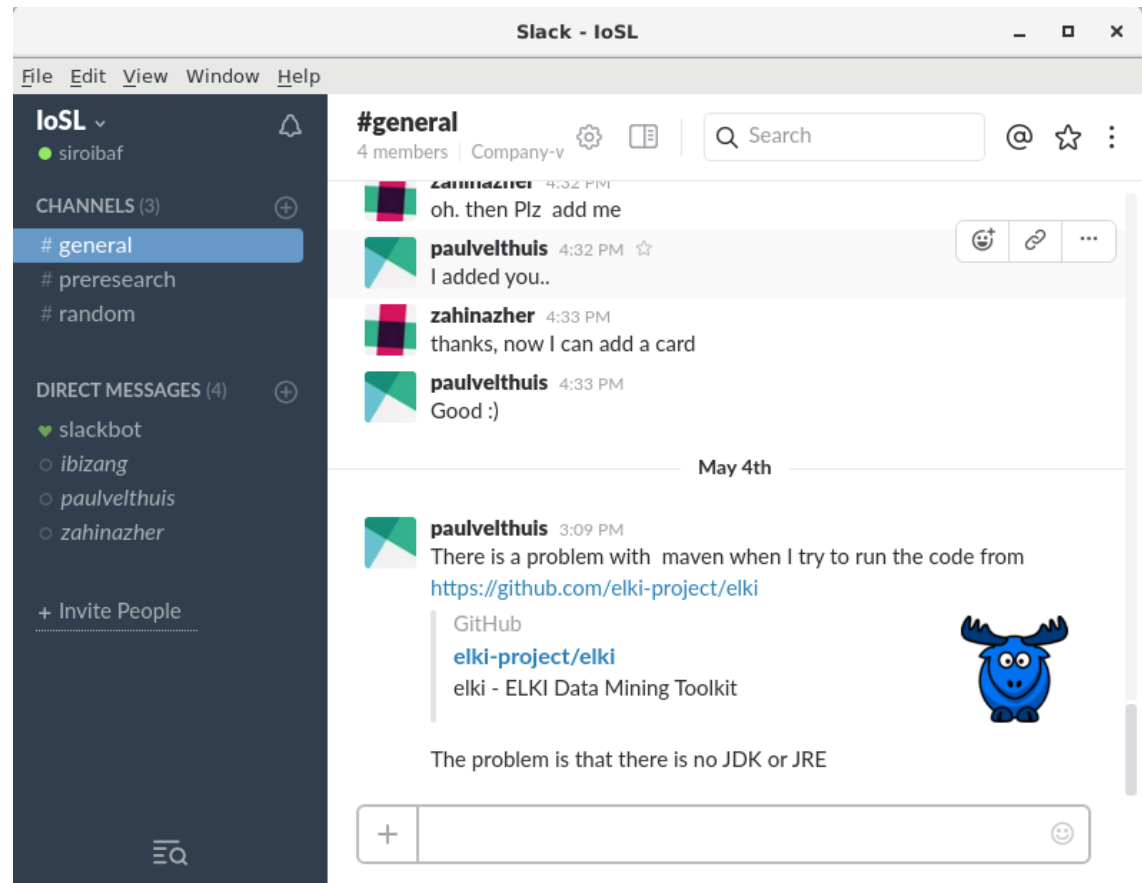 Slack - IoSL
File Edit View Window Help
IoSL
siroibaf
CHANNELS (3)
# general
# preresearch
# random
DIRECT MESSAGES (4)
slackbot
ibizang
paulvelthuis
zahinazher
+ Invite People
#general
4 members
Company-v
Search
zahinazher 4:32 PM
oh. then Plz add me
paulvelthuis 4:32 PM
I added you..
zahinazher 4:33 PM
thanks, now I can add a card
paulvelthuis 4:33 PM
Good :)
May 4th
paulvelthuis 3:09 PM
There is a problem with maven when I try to run the code from
https://github.com/elki-project/elki
GitHub
elki-project/elki
elki - ELKI Data Mining Toolkit
The problem is that there is no JDK or JRE